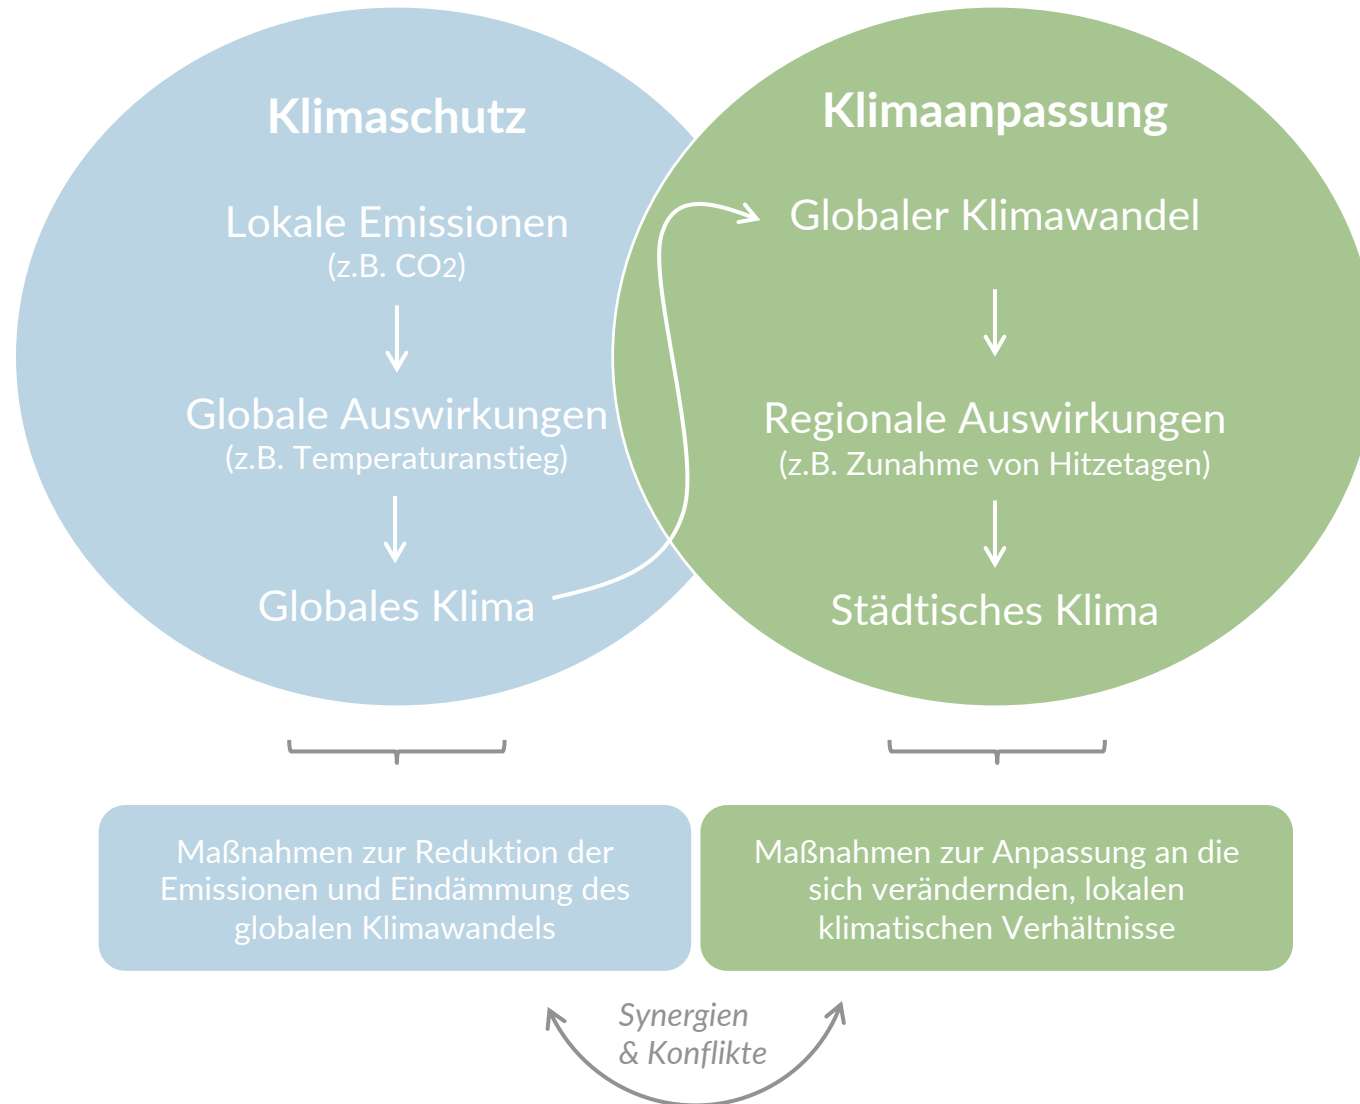 Klimaschutz
Lokale Emissionen
(z.B. CO2)
Globale Auswirkungen
(z.B. Temperaturanstieg)
Globales Klima
Klimaanpassung
Globaler Klimawandel
Regionale Auswirkungen
(z.B. Zunahme von Hitzetagen)
Städtisches Klima
Maßnahmen zur Reduktion der
Emissionen und Eindämmung des
globalen Klimawandels
Maßnahmen zur Anpassung an die
sich verändernden, lokalen
klimatischen Verhältnisse
Synergien
& Konflikte